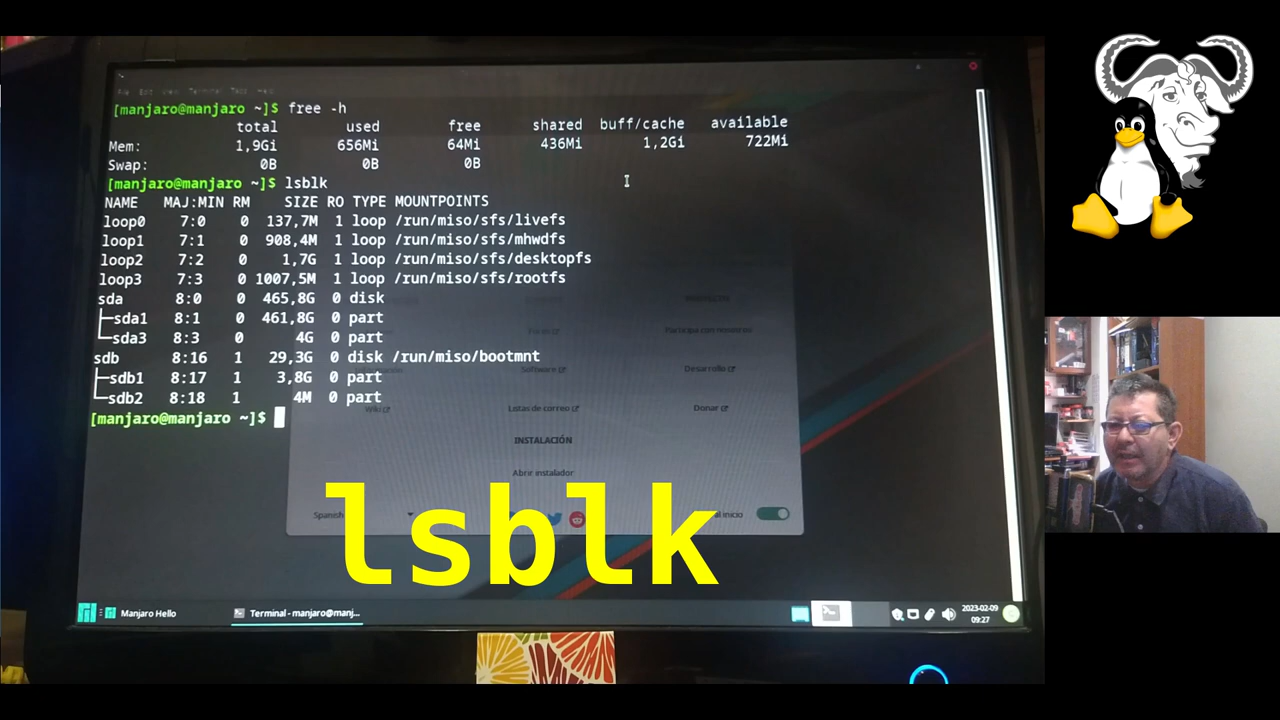 File Edit View Terminal Tabs Help
[manjaro@manjaro ~]$ free -h
total used free shared buff/cache available
Mem: 1,9Gi 656Mi 64Mi 436Mi 1,2Gi 722Mi
Swap: 0B 0B 0B
[manjaro@manjaro ~]$ lsblk
NAME MAJ:MIN RM SIZE RO TYPE MOUNTPOINTS
loop0 7:0 0 137,7M 1 loop /run/miso/sfs/livefs
loop1 7:1 0 908,4M 1 loop /run/miso/sfs/mhwdfs
loop2 7:2 0 1,7G 1 loop /run/miso/sfs/desktopfs
loop3 7:3 0 1007,5M 1 loop /run/miso/sfs/rootfs
sda 8:0 0 465,8G 0 disk
├─sda1 8:1 0 461,8G 0 part
└─sda3 8:3 0 4G 0 part
sdb 8:16 1 29,3G 0 disk /run/miso/bootmnt
├─sdb1 8:17 1 3,8G 0 part
└─sdb2 8:18 1 4M 0 part
[manjaro@manjaro ~]$
Software Desarrollo
Wiki Listas de correo Donar
INSTALACIÓN
Abrir instalador
Spanish inicio
lsblk
Manjaro Hello Terminal - manjaro@manj... 2023-02-09
09:27